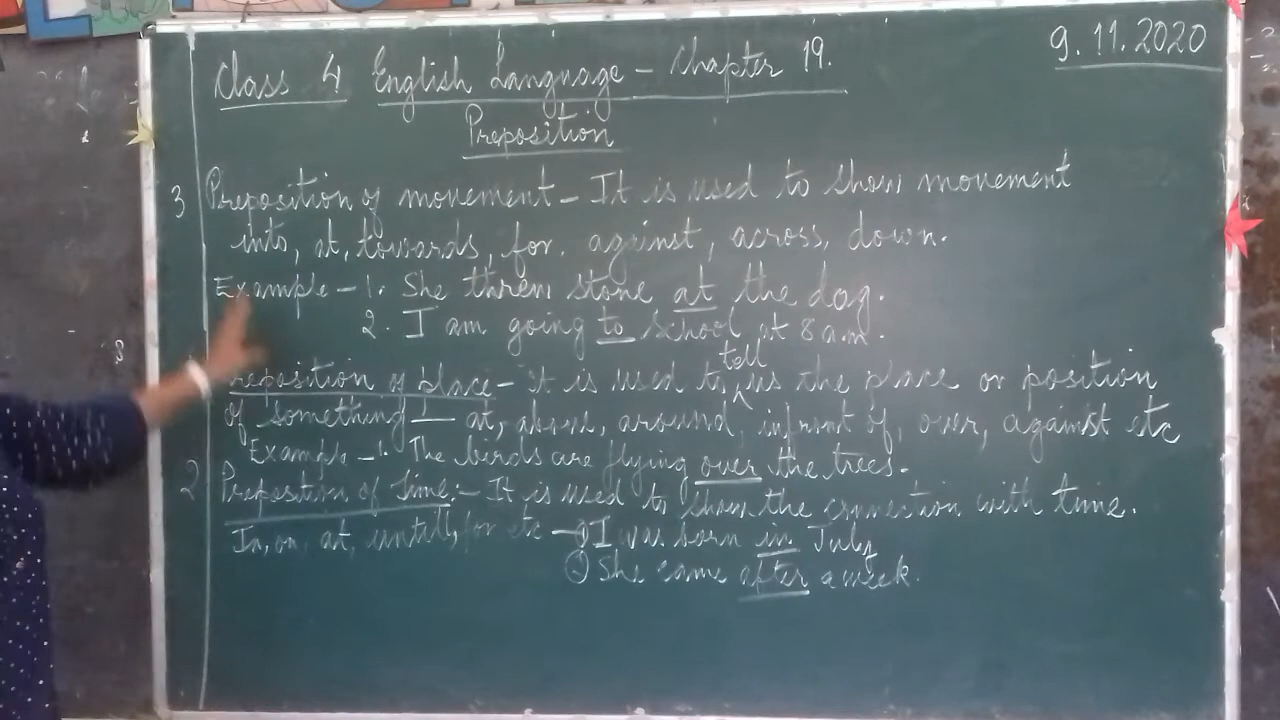 9.11.2020
Class 4 English Language - Chapter 19.
Preposition
3 Preposition of movement - It is used to show movement
into, at, towards, for, against, across, down.
Example - 1. She threw stone at the dog.
2. I am going to school at 8 a.m.
tell
Preposition of place - It is used to ^ us the place or position
of something - at, above, around, infront of, over, against etc
Example - 1. The birds are flying over the trees.
2 Preposition of Time:- It is used to show the connection with time.
In, on, at, untill, for etc - ① I was born in July
② She came after a week.